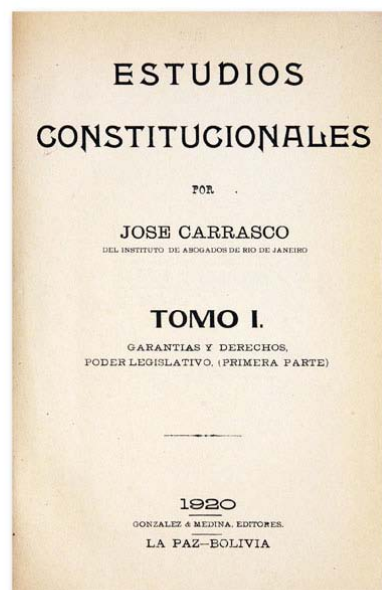 ESTUDIOS
CONSTITUCIONALES
POR
JOSE CARRASCO
DEL INSTITUTO DE ABOGADOS DE RIO DE JANEIRO
TOMO I.
GARANTIAS Y DERECHOS,
PODER LEGISLATIVO, (PRIMERA PARTE)
1920
GONZALEZ & MEDINA, EDITORES.
LA PAZ—BOLIVIA